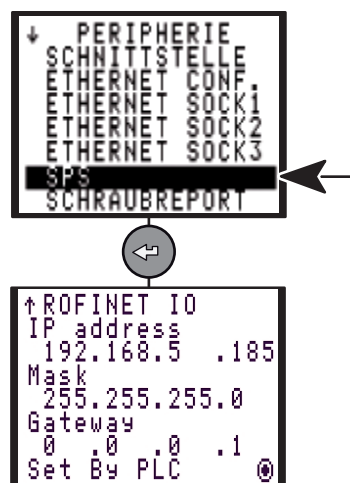 ↓ PERIPHERIE
SCHNITTSTELLE
ETHERNET CONF.
ETHERNET SOCK1
ETHERNET SOCK2
ETHERNET SOCK3
SPS
SCHRAUBREPORT
↑ROFINET IO
IP address
192.168.5 .185
Mask
255.255.255.0
Gateway
0 .0 .0 .1
Set By PLC